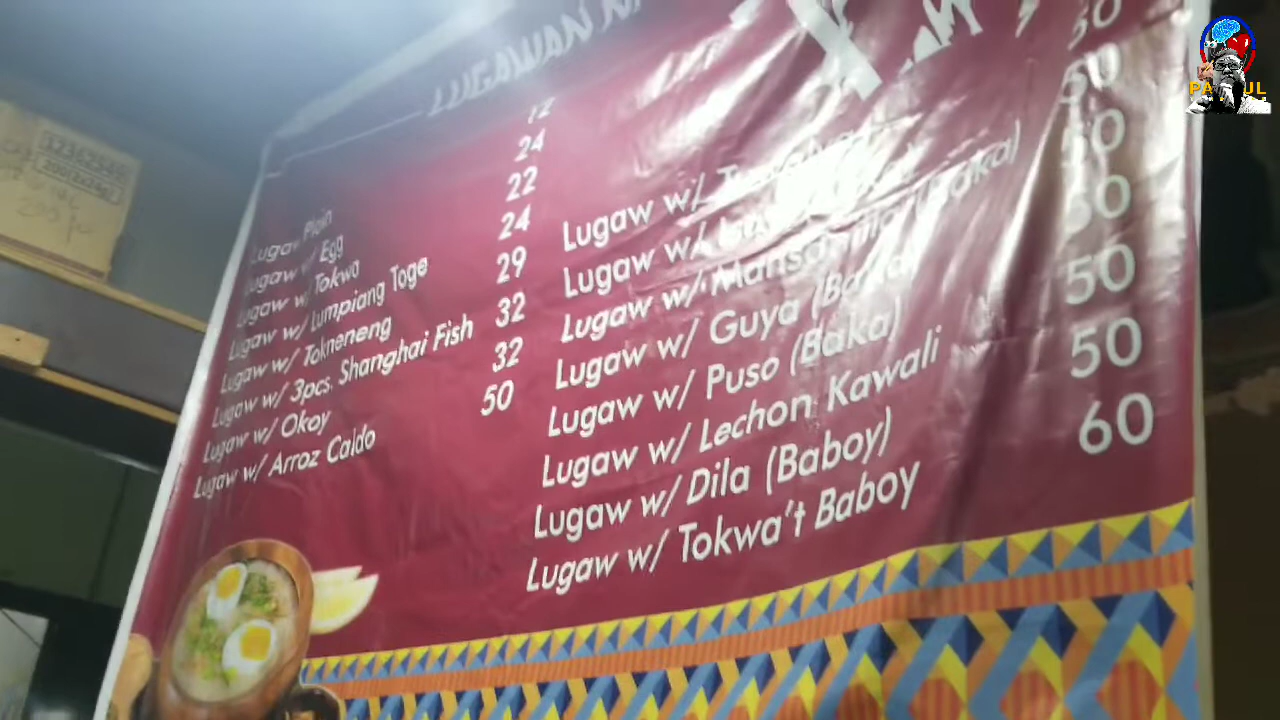 LUGAWAN
Lugaw Plain 12
Lugaw w/ Egg 24
Lugaw w/ Tokwa 22
Lugaw w/ Lumpiang Toge 24
Lugaw w/ Tokneneng 29
Lugaw w/ 3pcs. Shanghai Fish 32
Lugaw w/ Okoy 32
Lugaw w/ Arroz Caldo 50
Lugaw w/ 50
Lugaw w/ 50
Lugaw w/ (Baka) 50
Lugaw w/ Guya (Baka) 50
Lugaw w/ Puso (Baka) 50
Lugaw w/ Lechon Kawali 50
Lugaw w/ Dila (Baboy) 50
Lugaw w/ Tokwa't Baboy 60